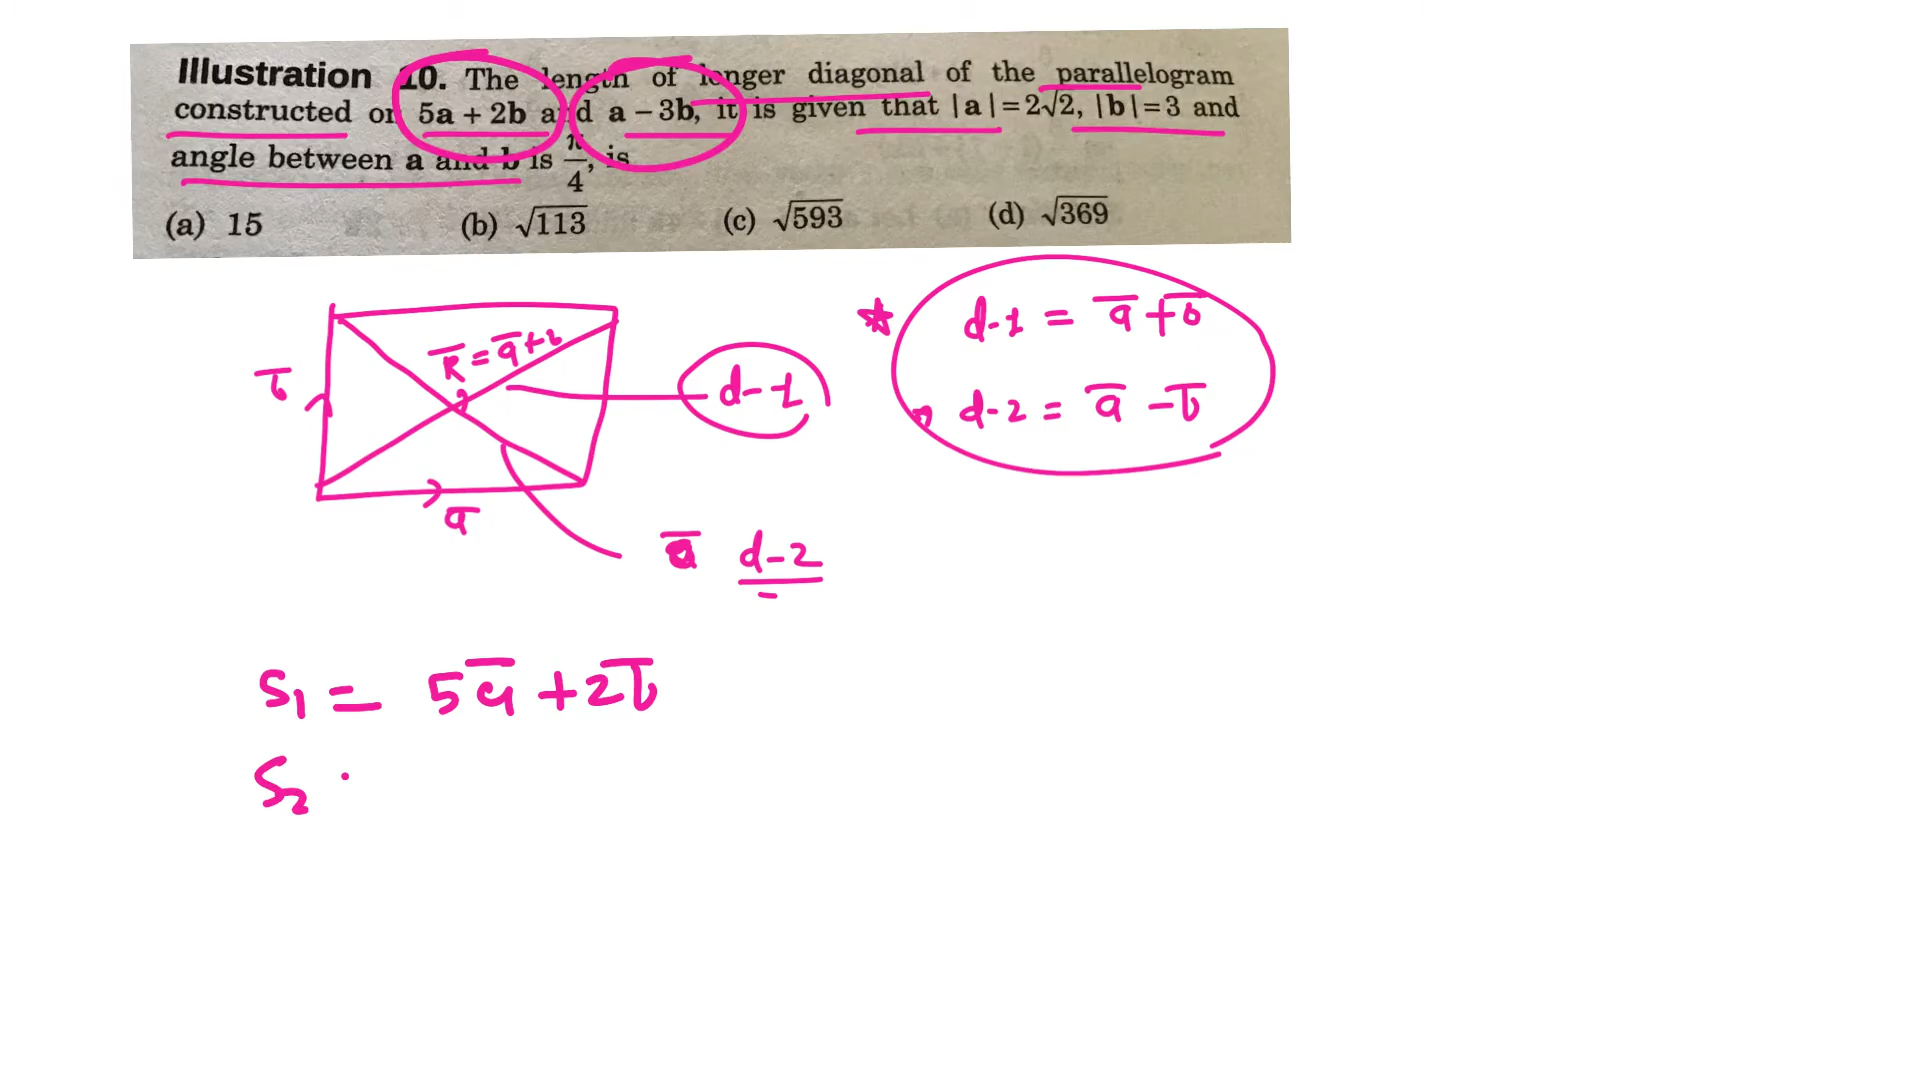 Illustration 10. The length of longer diagonal of the parallelogram
constructed on 5a + 2b and a − 3b, it is given that |a| = 2√2, |b| = 3 and
angle between a and b is π/4, is
(a) 15 (b) √113 (c) √593 (d) √369
d-1 = a̅ + b̅
R̅ = a̅ + b
b̅
d-1
d-2 = a̅ − b̅
a̅
d-2
S₁ = 5a̅ + 2b̅
S₂